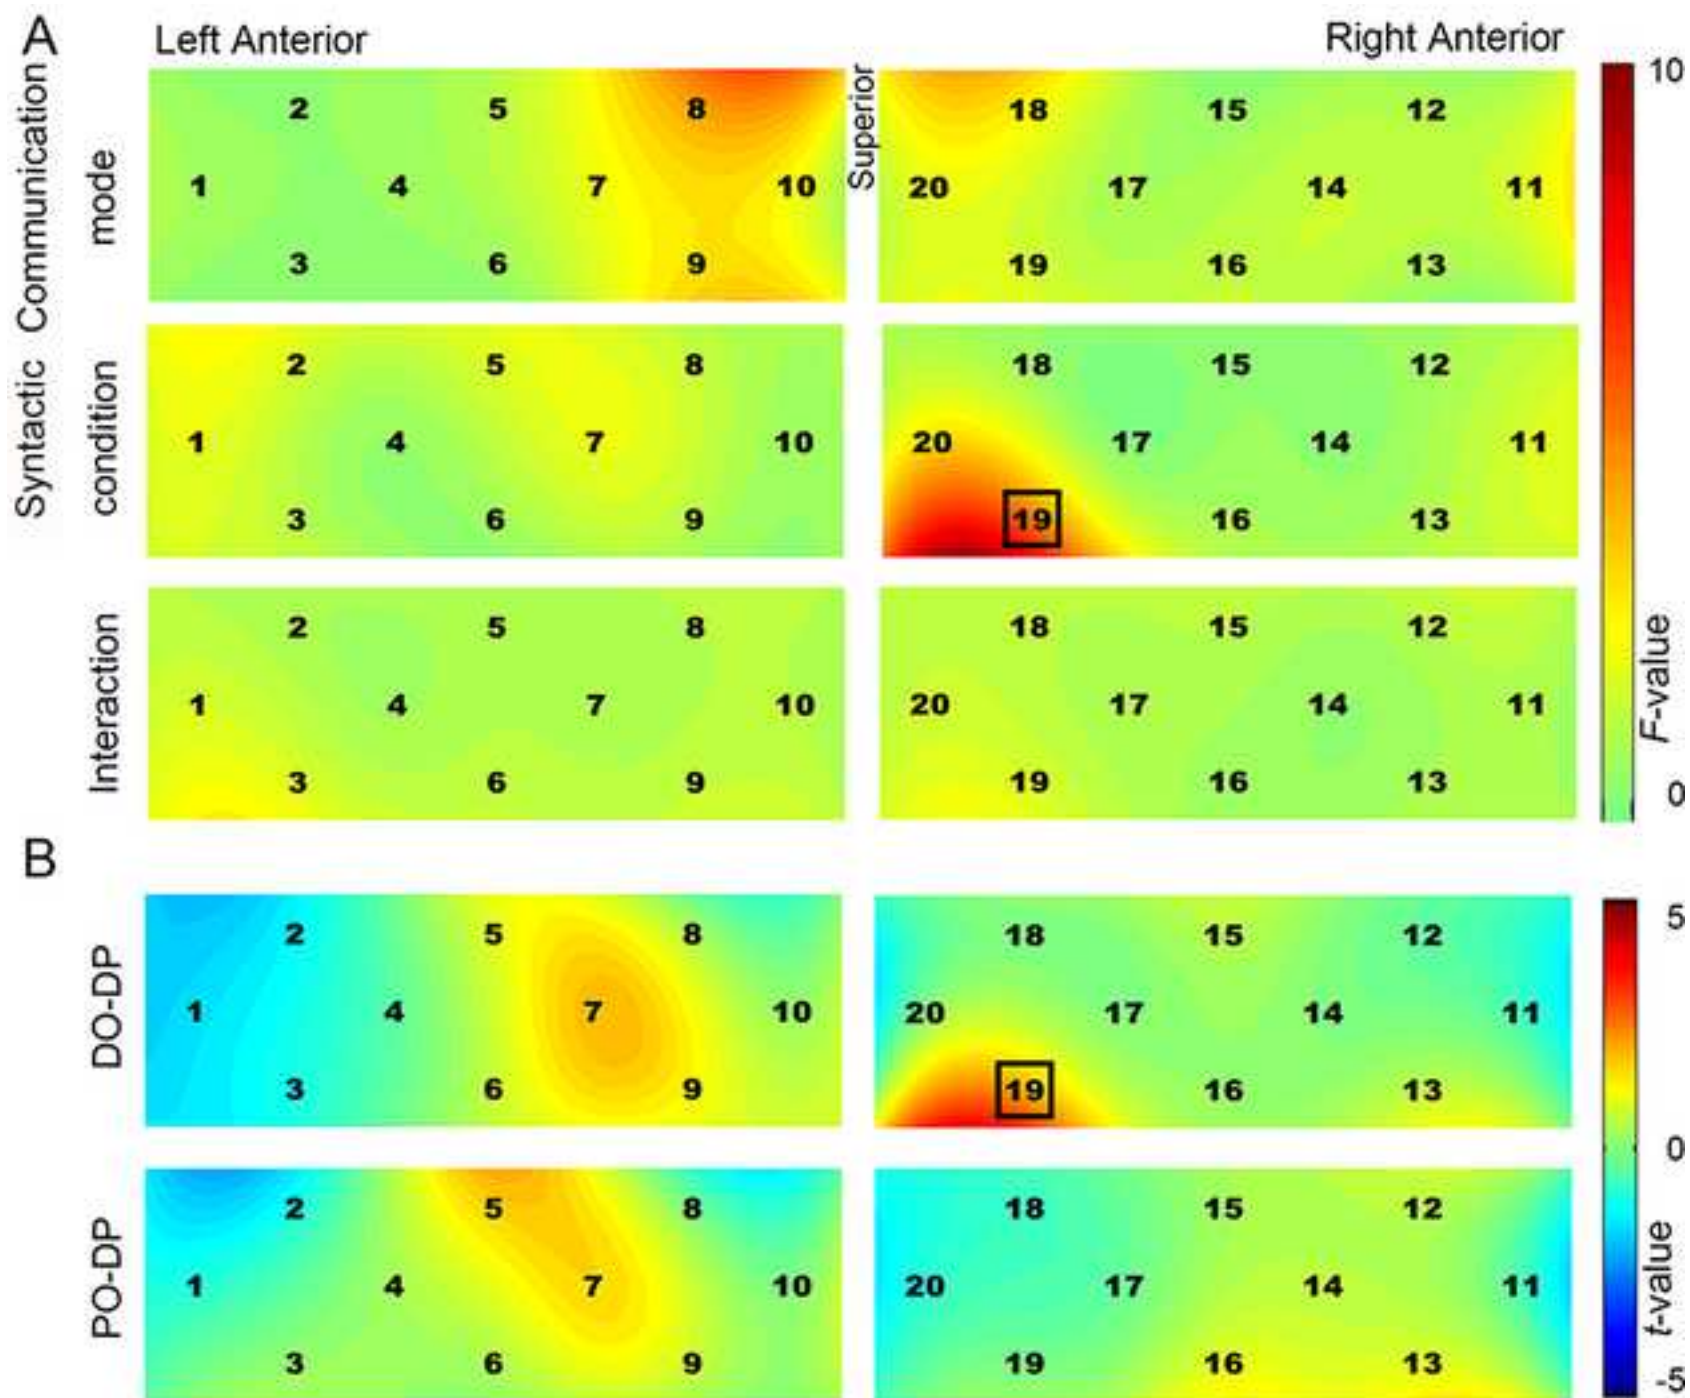 A
Left Anterior
Superior
Right Anterior
Communication
mode
2 5 8
1 4 7 10
3 6 9
18 15 12
20 17 14 11
19 16 13
Syntactic
condition
2 5 8
1 4 7 10
3 6 9
18 15 12
20 17 14 11
19 16 13
Interaction
2 5 8
1 4 7 10
3 6 9
18 15 12
20 17 14 11
19 16 13
10
F-value
0
B
DO-DP
2 5 8
1 4 7 10
3 6 9
18 15 12
20 17 14 11
19 16 13
PO-DP
2 5 8
1 4 7 10
3 6 9
18 15 12
20 17 14 11
19 16 13
5
0
t-value
-5